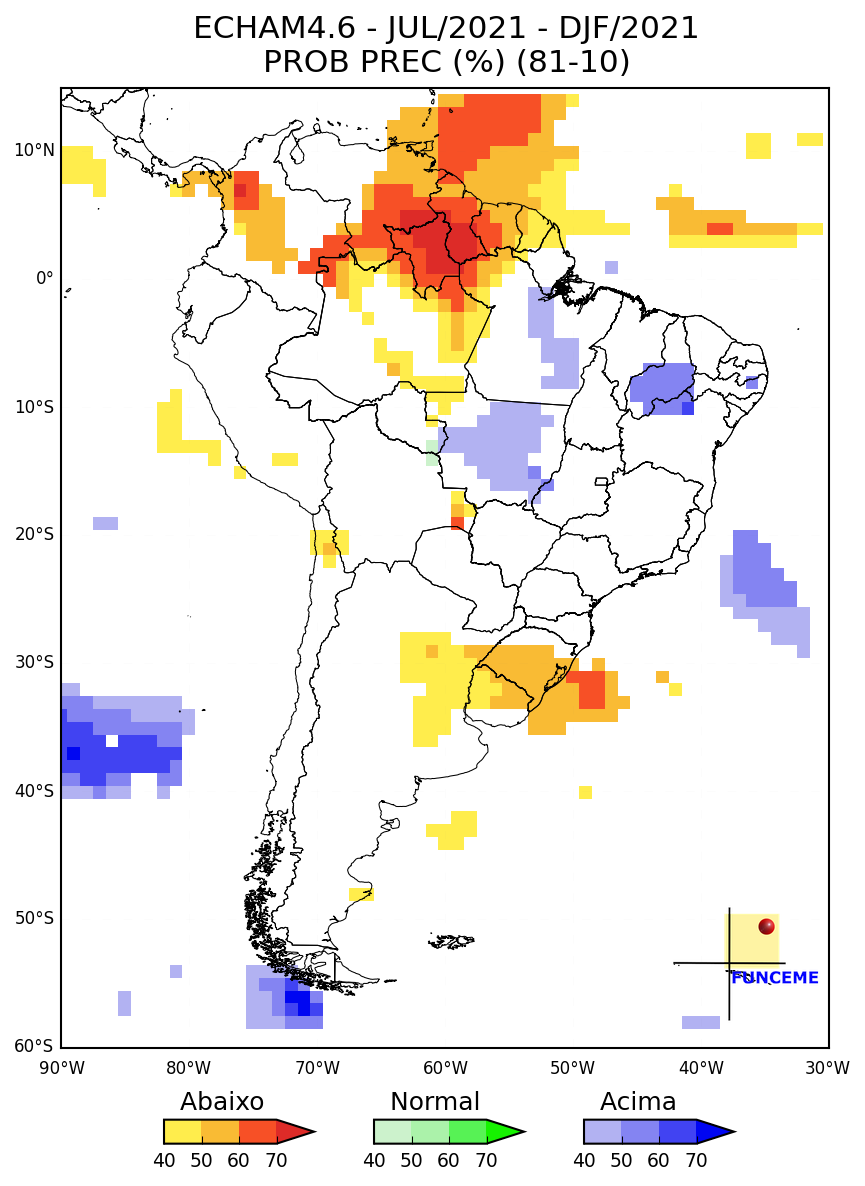 ECHAM4.6 - JUL/2021 - DJF/2021
PROB PREC (%) (81-10)
10°N
0°
10°S
20°S
30°S
40°S
50°S
60°S
90°W 80°W 70°W 60°W 50°W 40°W 30°W
FUNCEME
Abaixo Normal Acima
40 50 60 70 40 50 60 70 40 50 60 70